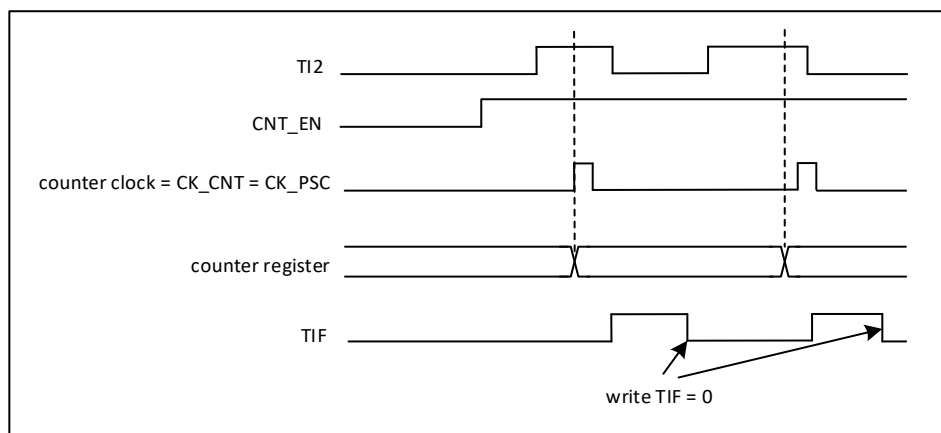 TI2
CNT_EN
counter clock = CK_CNT = CK_PSC
counter register
TIF
write TIF = 0